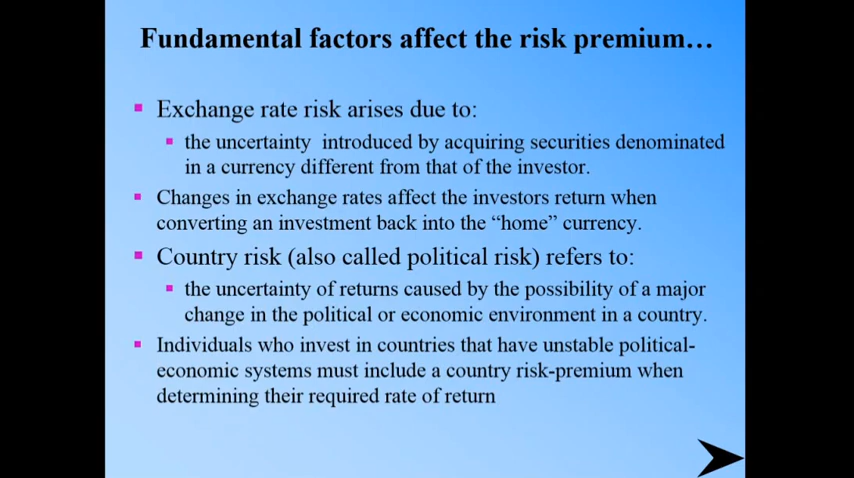 Fundamental factors affect the risk premium…
Exchange rate risk arises due to:
the uncertainty introduced by acquiring securities denominated
in a currency different from that of the investor.
Changes in exchange rates affect the investors return when
converting an investment back into the “home” currency.
Country risk (also called political risk) refers to:
the uncertainty of returns caused by the possibility of a major
change in the political or economic environment in a country.
Individuals who invest in countries that have unstable political-
economic systems must include a country risk-premium when
determining their required rate of return